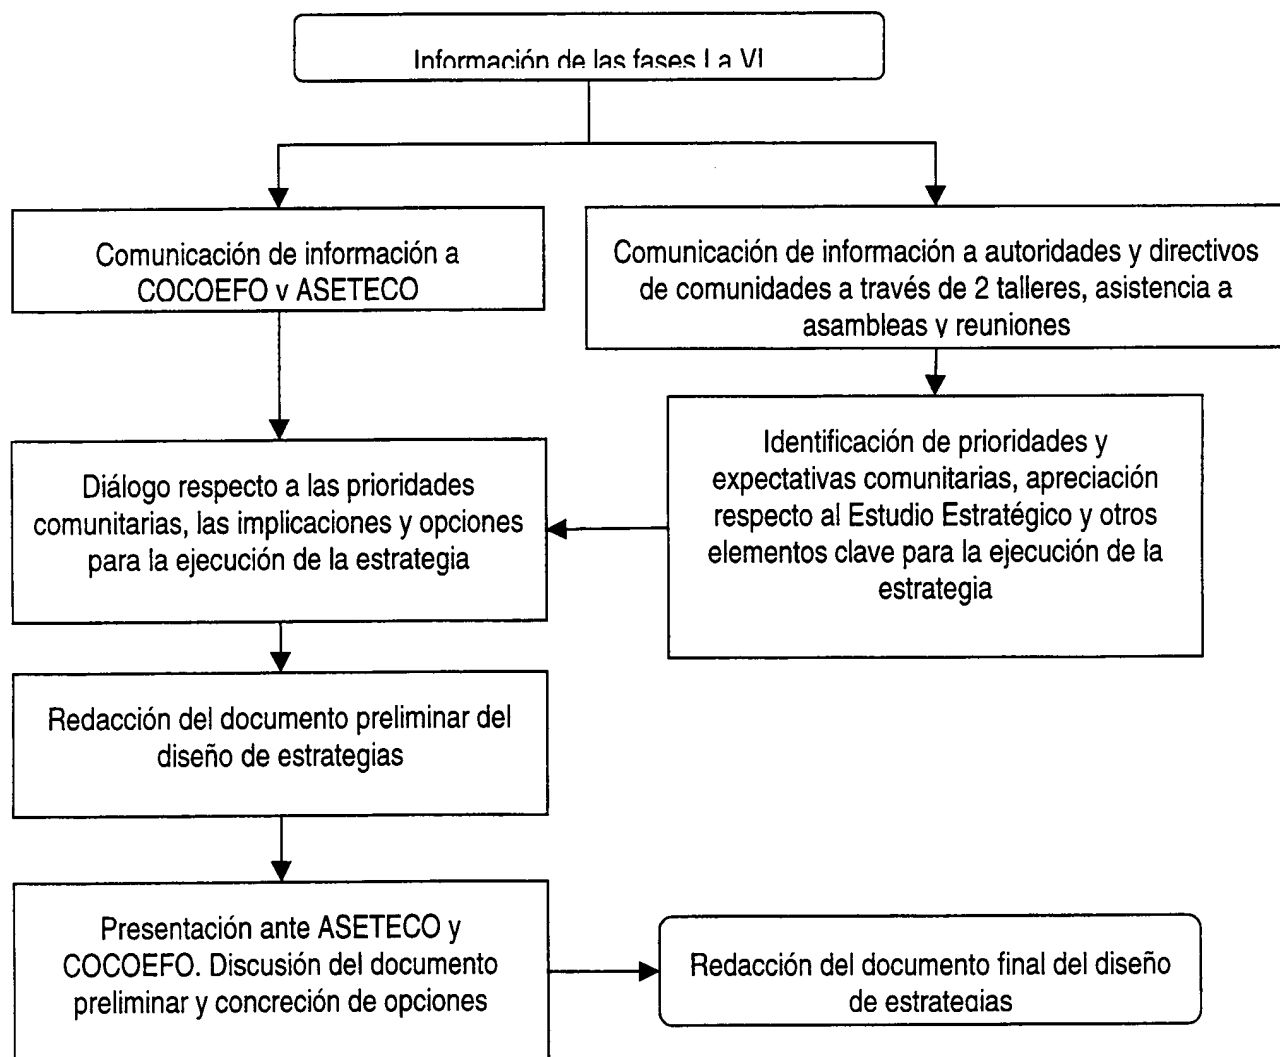 Información de las fases I a VI
Comunicación de información a
COCOEFO y ASETECO
Comunicación de información a autoridades y directivos
de comunidades a través de 2 talleres, asistencia a
asambleas y reuniones
Identificación de prioridades y
expectativas comunitarias, apreciación
respecto al Estudio Estratégico y otros
elementos clave para la ejecución de la
estrategia
Diálogo respecto a las prioridades
comunitarias, las implicaciones y opciones
para la ejecución de la estrategia
Redacción del documento preliminar del
diseño de estrategias
Presentación ante ASETECO y
COCOEFO. Discusión del documento
preliminar y concreción de opciones
Redacción del documento final del diseño
de estrategias